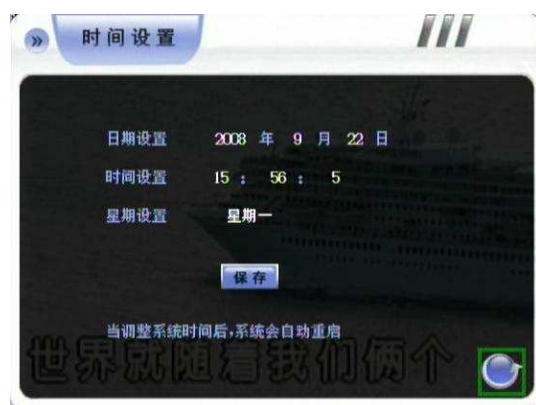 时间设置
日期设置 2008 年 9 月 22 日
时间设置 15 : 56 : 5
星期设置 星期一
保存
当调整系统时间后,系统会自动重启
世界就随着我们俩个